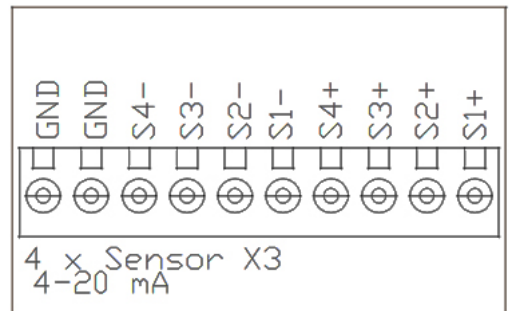 GND GND S4- S3- S2- S1- S4+ S3+ S2+ S1+
4 x Sensor X3
4-20 mA